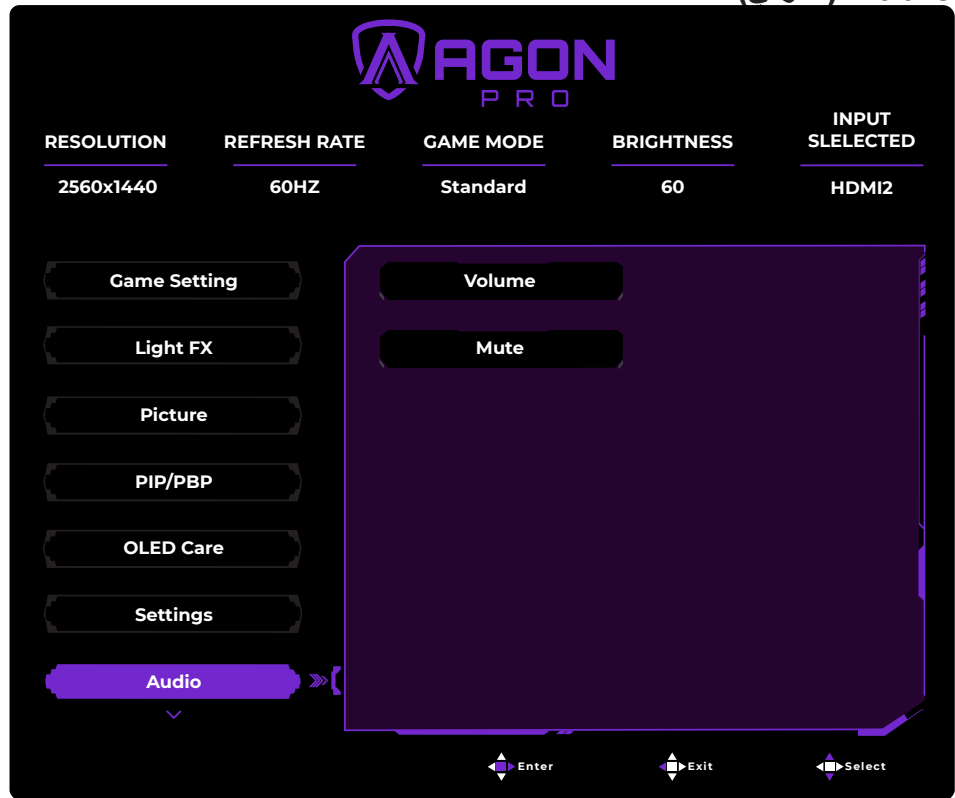 AGON
PRO
RESOLUTION
REFRESH RATE
GAME MODE
BRIGHTNESS
INPUT
SLELECTED
2560x1440
60HZ
Standard
60
HDMI2
Game Setting
Volume
Light FX
Mute
Picture
PIP/PBP
OLED Care
Settings
Audio
Enter
Exit
Select